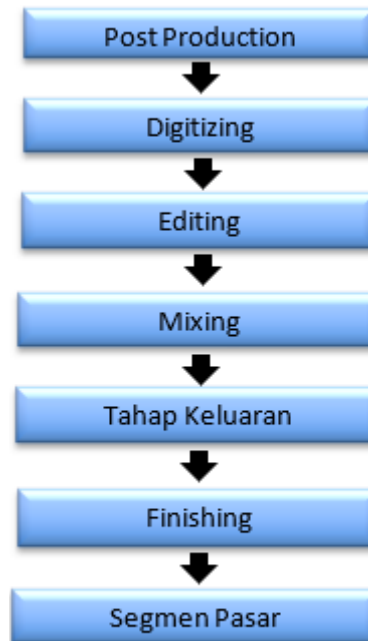 Post Production
Digitizing
Editing
Mixing
Tahap Keluaran
Finishing
Segmen Pasar